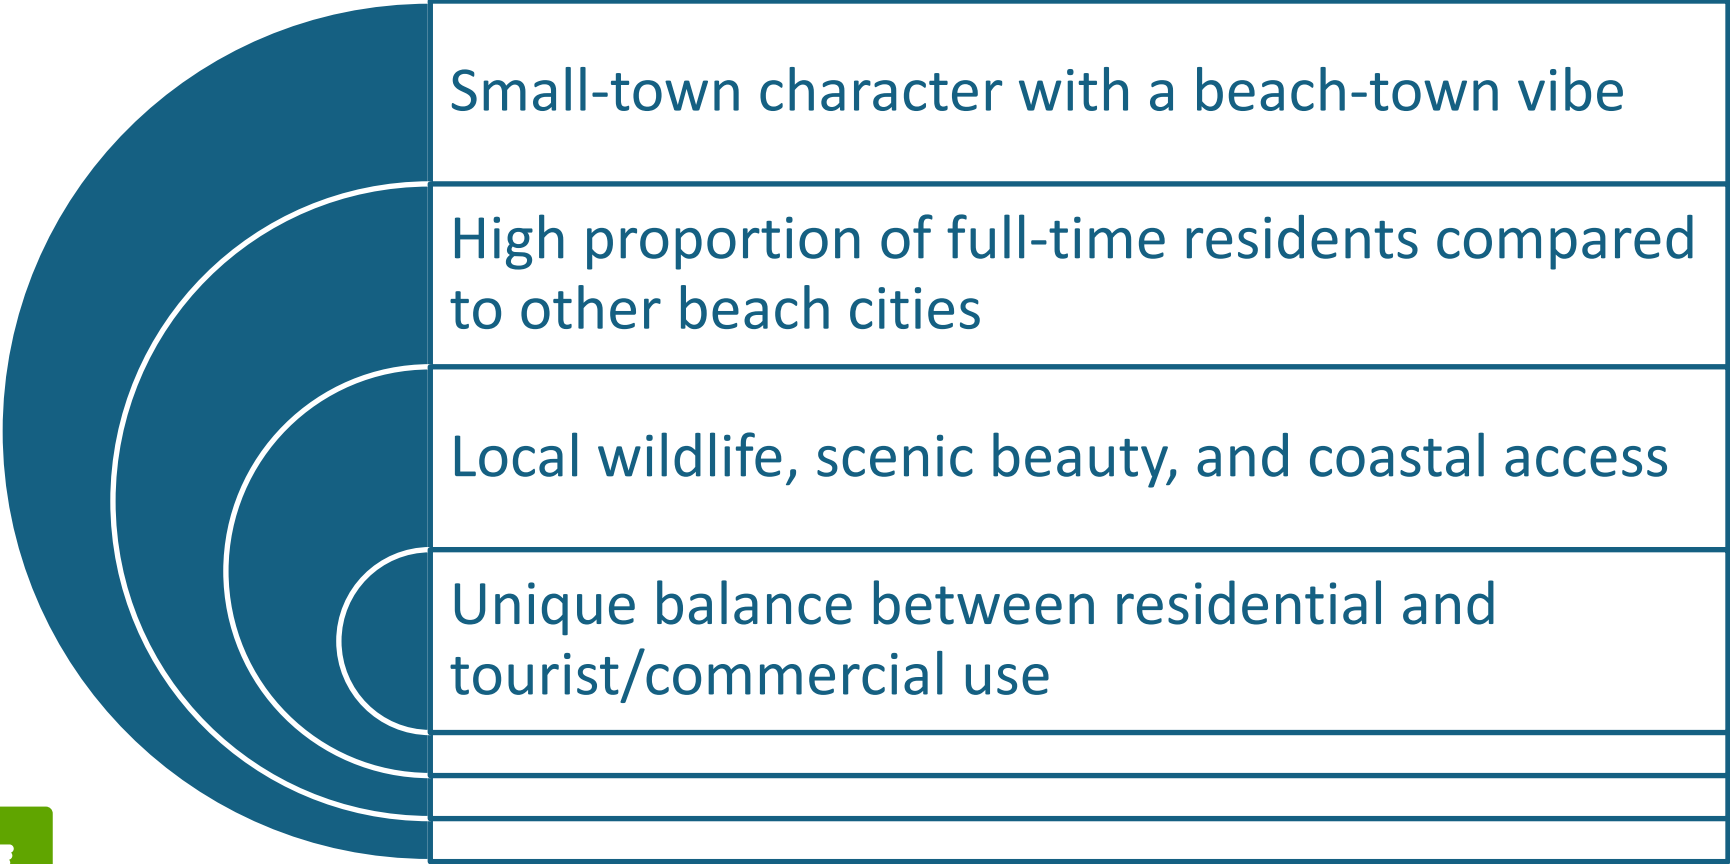 Small-town character with a beach-town vibe
High proportion of full-time residents compared
to other beach cities
Local wildlife, scenic beauty, and coastal access
Unique balance between residential and
tourist/commercial use